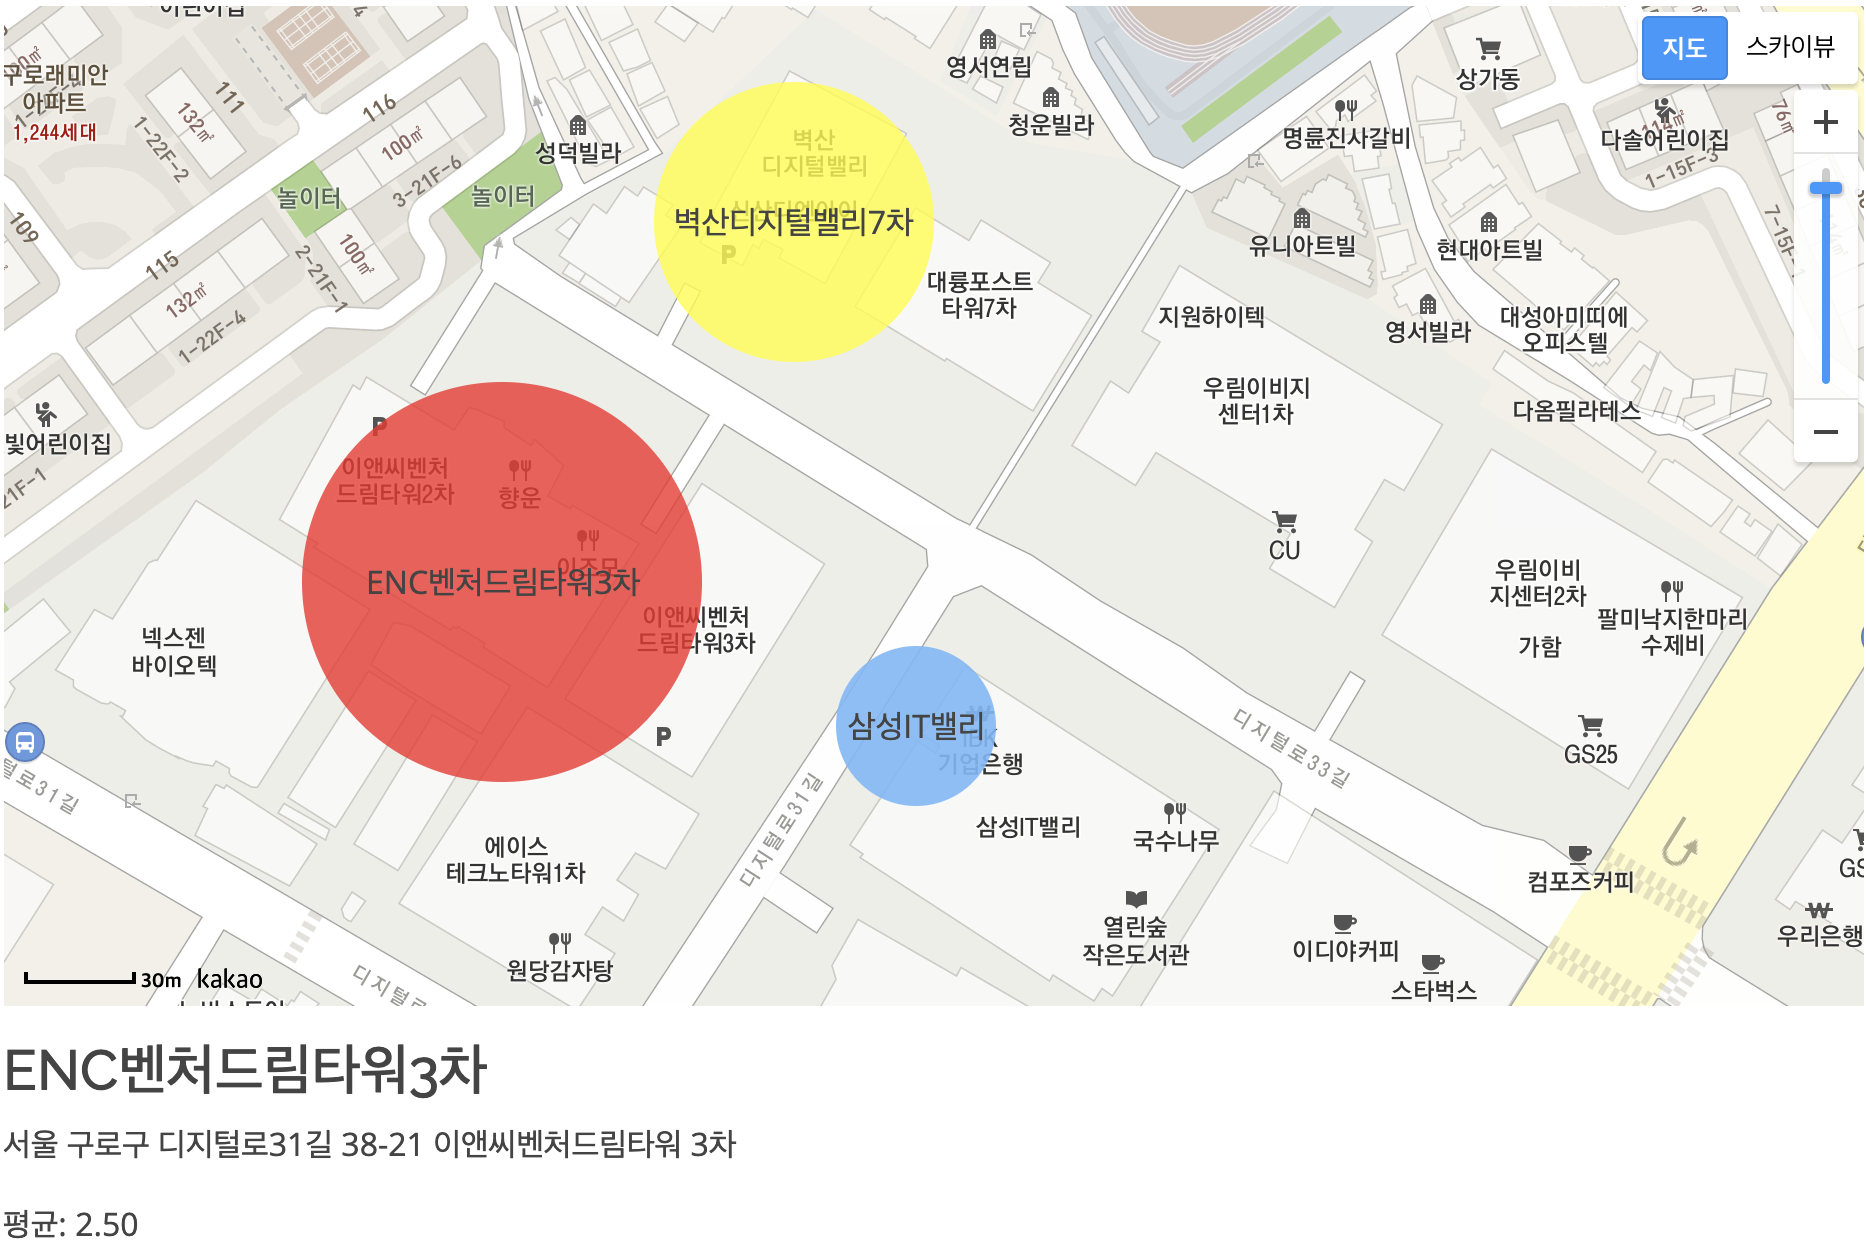 어린이집
구로래미안
아파트
1,244세대
111
132㎡
1-22F-2
116
100㎡
3-21F-6
놀이터
놀이터
성덕빌라
109
115
132㎡
1-22F-4
2-21F-1
100㎡
벽산
디지털밸리
벽산디지털밸리7차
P
영서연립
청운빌라
상가동
지도
스카이뷰
명륜진사갈비
다솔어린이집
114㎡
1-15F-3
76㎡
유니아트빌
현대아트빌
영서빌라
대성아미띠에
오피스텔
다옴필라테스
대륭포스트
타워7차
지원하이텍
우림이비지
센터1차
CU
빛어린이집
21F-1
P
이앤씨벤처
드림타워2차
향운
이조모
ENC벤처드림타워3차
이앤씨벤처
드림타워3차
P
넥스젠
바이오텍
우림이비
지센터2차
가함
팔미낙지한마리
수제비
GS25
삼성IT밸리
IBK
기업은행
삼성IT밸리
국수나무
디지털로33길
디지털로31길
털로31길
에이스
테크노타워1차
원당감자탕
열린숲
작은도서관
이디야커피
스타벅스
컴포즈커피
GS
우리은행
디지털로
30m
kakao
ENC벤처드림타워3차
서울 구로구 디지털로31길 38-21 이앤씨벤처드림타워 3차
평균: 2.50